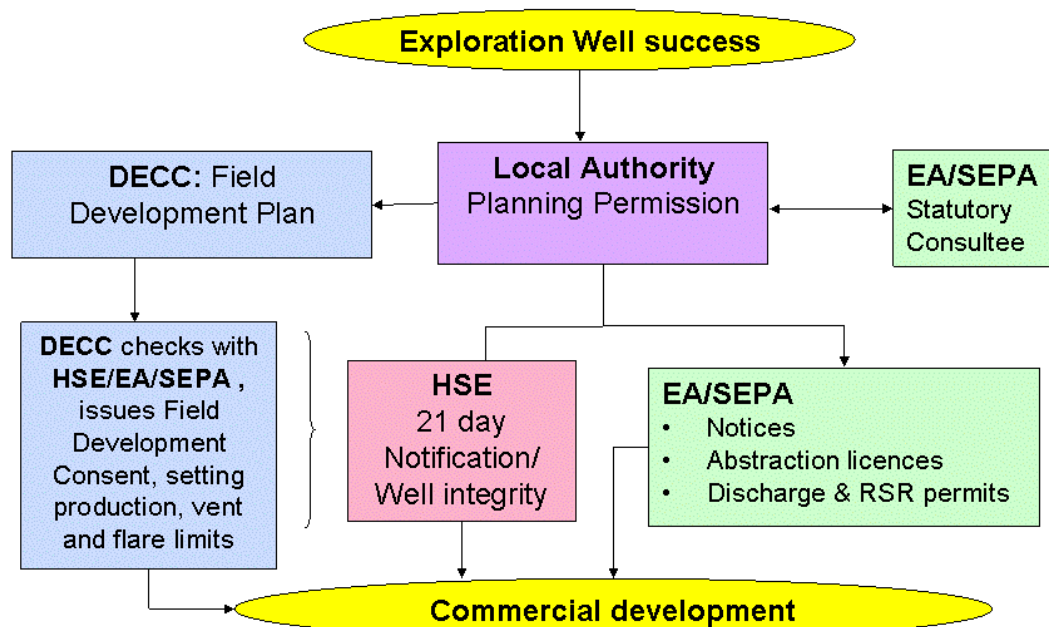 Exploration Well success
DECC: Field
Development Plan
Local Authority
Planning Permission
EA/SEPA
Statutory
Consultee
DECC checks with
HSE/EA/SEPA ,
issues Field
Development
Consent, setting
production, vent
and flare limits
HSE
21 day
Notification/
Well integrity
EA/SEPA
• Notices
• Abstraction licences
• Discharge & RSR permits
Commercial development